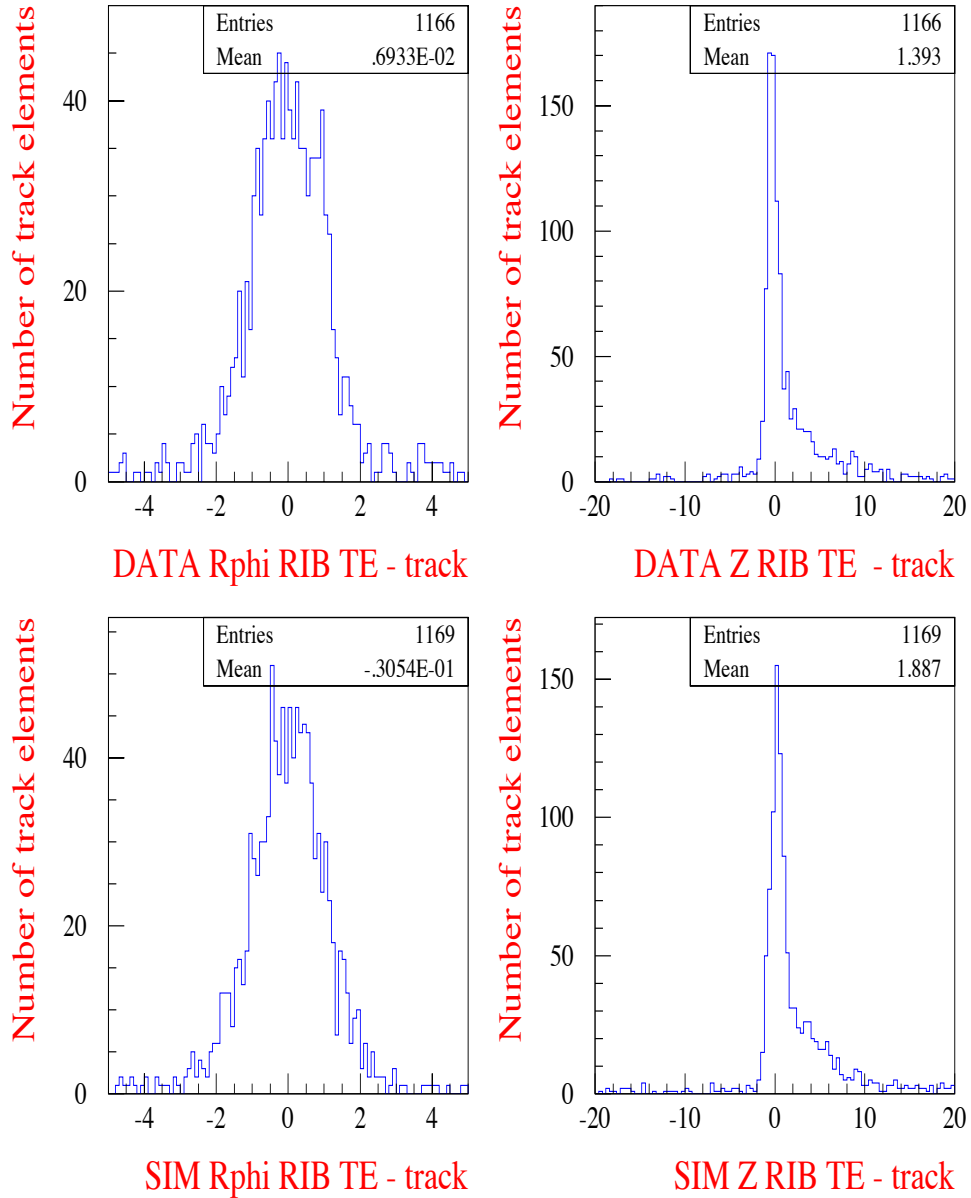 Number of track elements
Entries 1166
Mean .6933E-02
40
20
0
-4 -2 0 2 4
DATA Rphi RIB TE - track
Number of track elements
Entries 1166
Mean 1.393
150
100
50
0
-20 -10 0 10 20
DATA Z RIB TE - track
Number of track elements
Entries 1169
Mean -.3054E-01
40
20
0
-4 -2 0 2 4
SIM Rphi RIB TE - track
Number of track elements
Entries 1169
Mean 1.887
150
100
50
0
-20 -10 0 10 20
SIM Z RIB TE - track